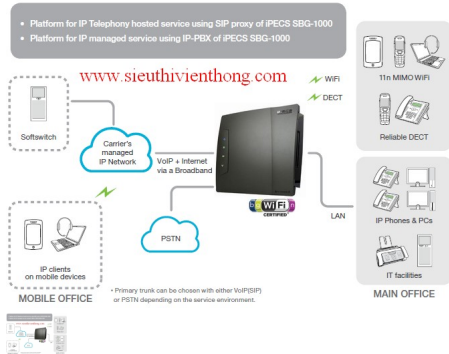 • Platform for IP Telephony hosted service using SIP proxy of iPECS SBG-1000
• Platform for IP managed service using IP-PBX of iPECS SBG-1000
www.sieuthivienthong.com
WiFi
DECT
11n MIMO WiFi
Reliable DECT
Softswitch
Carrier's
managed
IP Network
VoIP + Internet
via a Broadband
Wi Fi
CERTIFIED
LAN
PSTN
IP Phones & PCs
IT facilities
MAIN OFFICE
IP clients
on mobile devices
MOBILE OFFICE
• Primary trunk can be chosen with either VoIP(SIP)
or PSTN depending on the service environment.